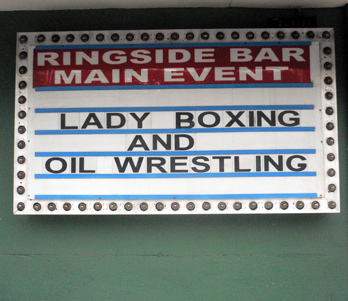 RINGSIDE BAR
MAIN EVENT
LADY BOXING
AND
OIL WRESTLING